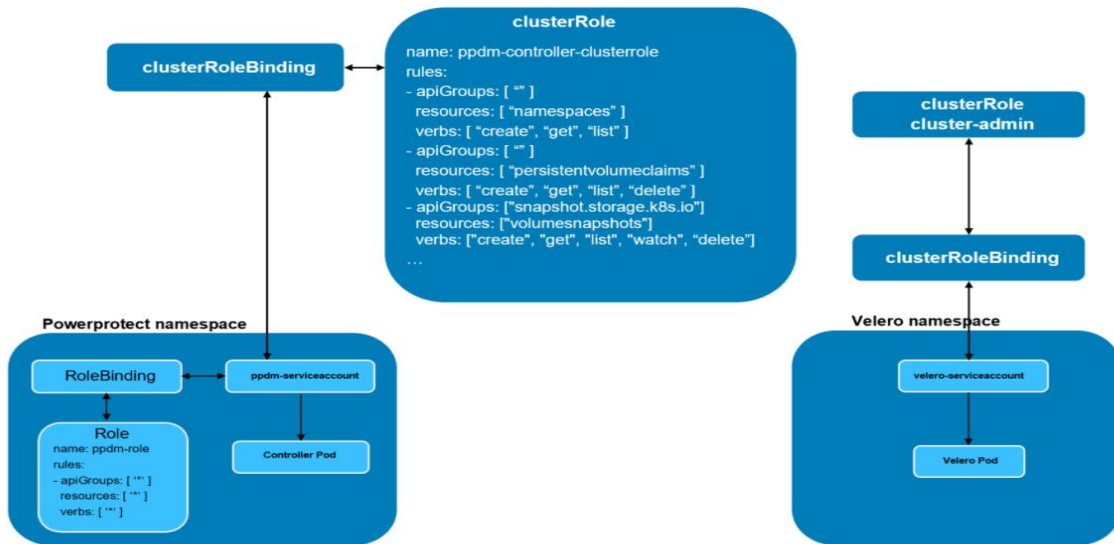 clusterRole
name: ppdm-controller-clusterrole
rules:
- apiGroups: [ “” ]
resources: [ “namespaces” ]
verbs: [ “create”, “get”, “list” ]
- apiGroups: [ “” ]
resources: [ “persistentvolumeclaims” ]
verbs: [ “create”, “get”, “list”, “delete” ]
- apiGroups: ["snapshot.storage.k8s.io"]
resources: ["volumesnapshots"]
verbs: ["create", "get", "list", "watch", “delete”]
…
clusterRoleBinding
clusterRole
cluster-admin
clusterRoleBinding
Powerprotect namespace
RoleBinding
ppdm-serviceaccount
Role
name: ppdm-role
rules:
- apiGroups: [ '*' ]
resources: [ '*' ]
verbs: [ '*' ]
Controller Pod
Velero namespace
velero-serviceaccount
Velero Pod